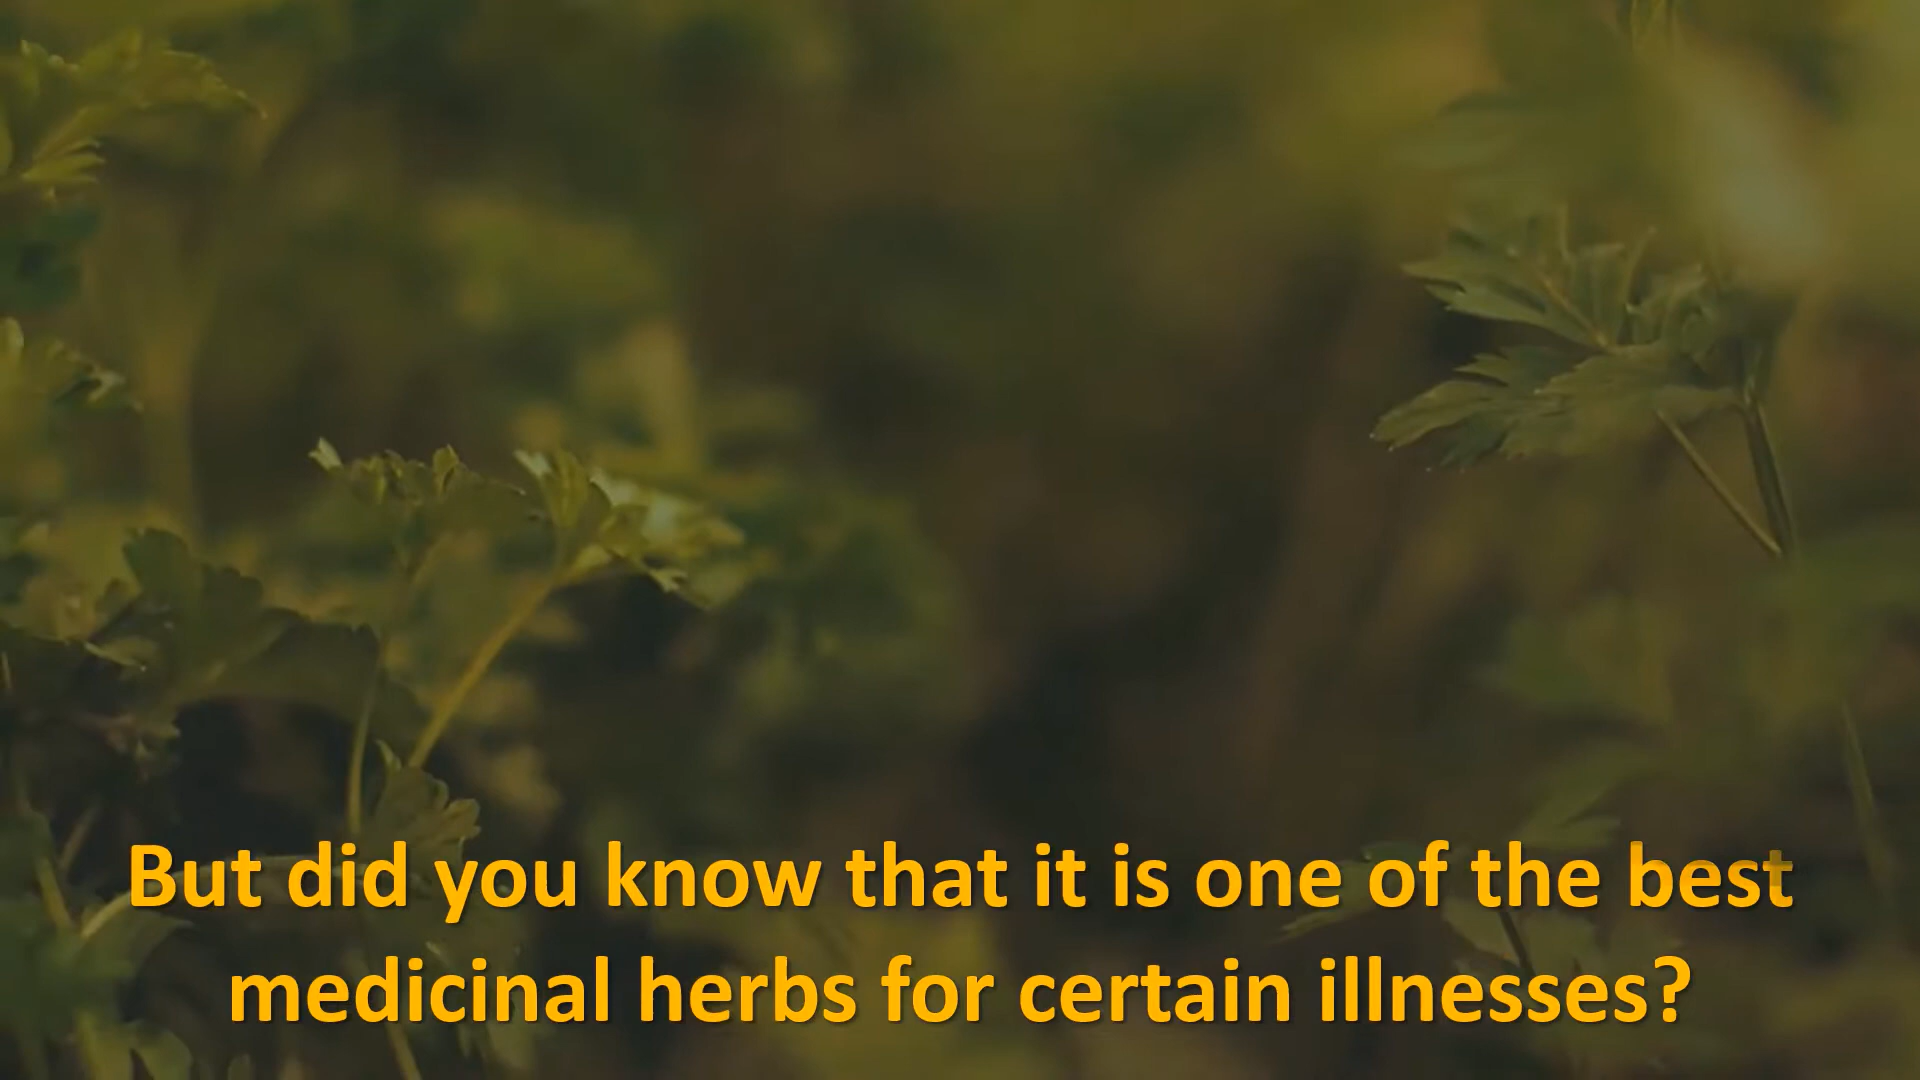 But did you know that it is one of the best
medicinal herbs for certain illnesses?